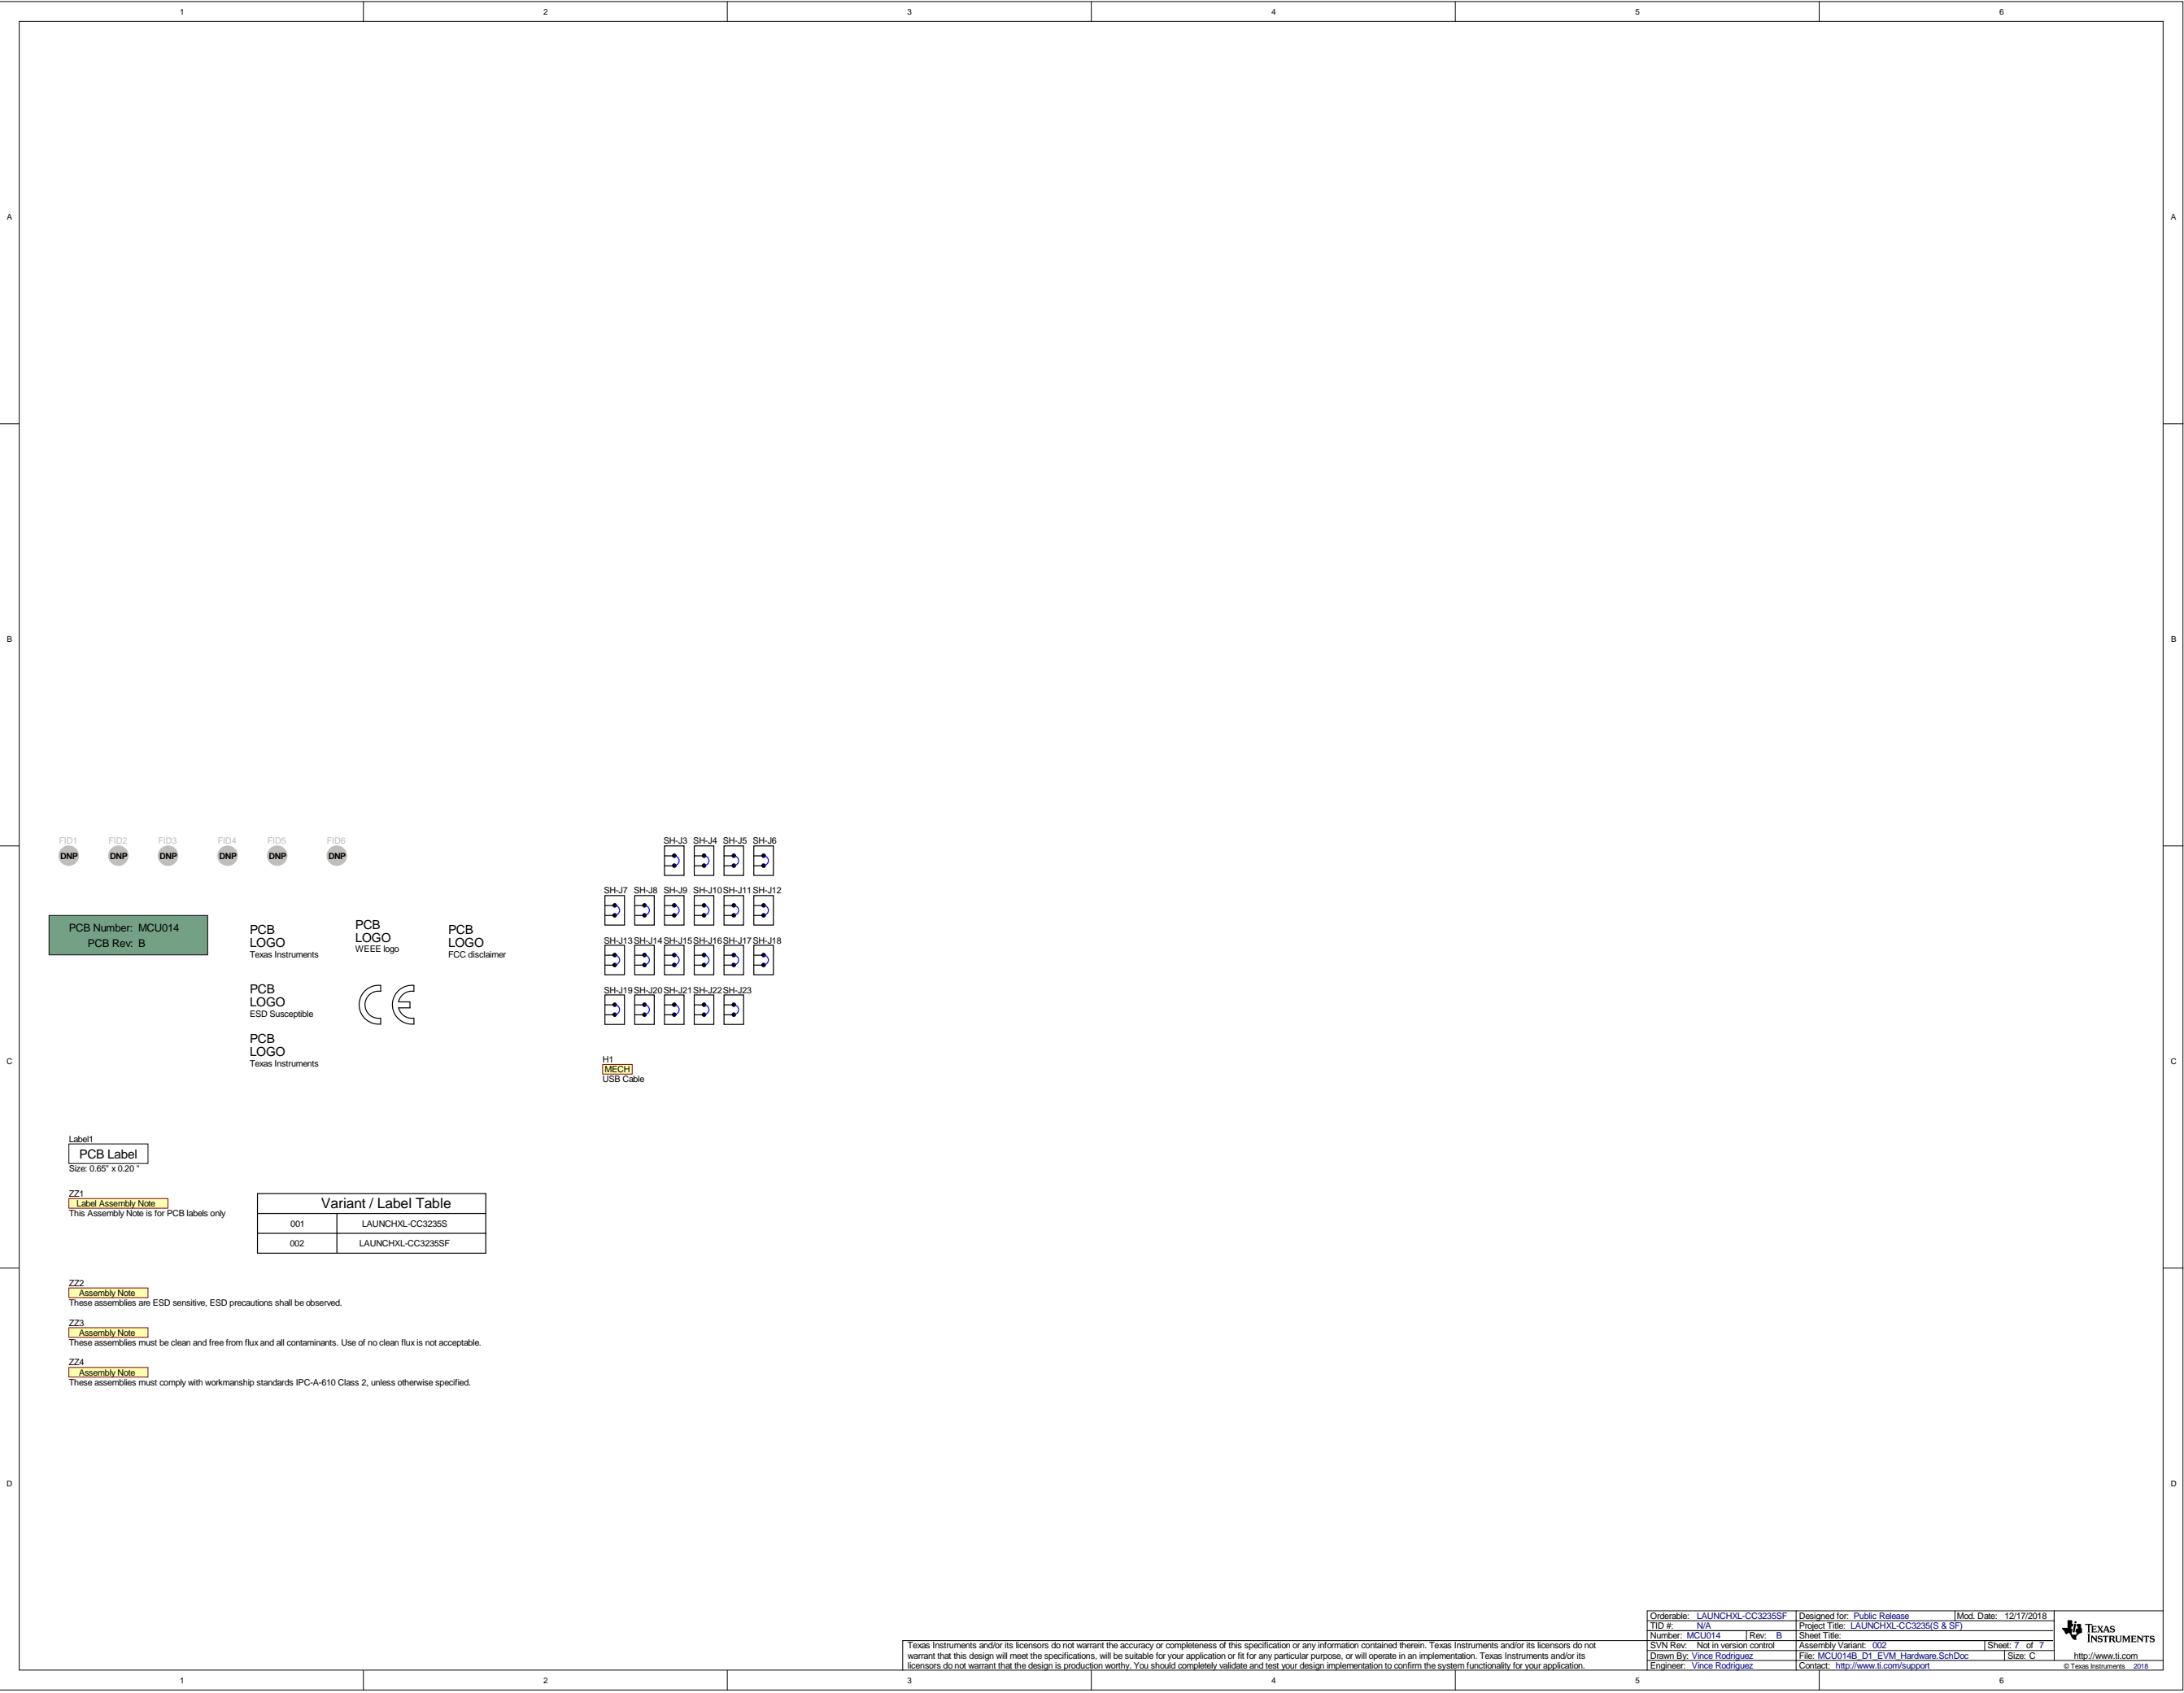 1 2 3 4 5 6
A A
B B
FID1 FID2 FID3 FID4 FID5 FID6
DNP DNP DNP DNP DNP DNP
SH-J3 SH-J4 SH-J5 SH-J6
SH-J7 SH-J8 SH-J9 SH-J10 SH-J11 SH-J12
SH-J13 SH-J14 SH-J15 SH-J16 SH-J17 SH-J18
SH-J19 SH-J20 SH-J21 SH-J22 SH-J23
PCB Number: MCU014
PCB Rev: B
PCB
LOGO
Texas Instruments
PCB
LOGO
WEEE logo
PCB
LOGO
FCC disclaimer
PCB
LOGO
ESD Susceptible
CE
PCB
LOGO
Texas Instruments
H1
MECH
USB Cable
C C
Label1
PCB Label
Size: 0.65" x 0.20 "
ZZ1
Label Assembly Note
This Assembly Note is for PCB labels only
Variant / Label Table
001 LAUNCHXL-CC3235S
002 LAUNCHXL-CC3235SF
ZZ2
Assembly Note
These assemblies are ESD sensitive, ESD precautions shall be observed.
ZZ3
Assembly Note
These assemblies must be clean and free from flux and all contaminants. Use of no clean flux is not acceptable.
ZZ4
Assembly Note
These assemblies must comply with workmanship standards IPC-A-610 Class 2, unless otherwise specified.
D D
Texas Instruments and/or its licensors do not warrant the accuracy or completeness of this specification or any information contained therein. Texas Instruments and/or its licensors do not
warrant that this design will meet the specifications, will be suitable for your application or fit for any particular purpose, or will operate in an implementation. Texas Instruments and/or its
licensors do not warrant that the design is production worthy. You should completely validate and test your design implementation to confirm the system functionality for your application.
Orderable: LAUNCHXL-CC3235SF Designed for: Public Release Mod. Date: 12/17/2018
TID #: N/A Project Title: LAUNCHXL-CC3235(S & SF)
Number: MCU014 Rev: B Sheet Title:
SVN Rev: Not in version control Assembly Variant: 002 Sheet: 7 of 7
Drawn By: Vince Rodriguez File: MCU014B_D1_EVM_Hardware.SchDoc Size: C
Engineer: Vince Rodriguez Contact: http://www.ti.com/support
TEXAS
INSTRUMENTS
http://www.ti.com
© Texas Instruments 2018
1 2 3 4 5 6